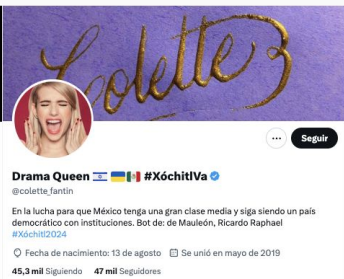 Colette
Seguir
Drama Queen 🇮🇱 🇺🇦🇲🇽 #XóchitlVa
@colette_fantin
En la lucha para que México tenga una gran clase media y siga siendo un país
democrático con instituciones. Bot de: de Mauleón, Ricardo Raphael
#Xóchitl2024
Fecha de nacimiento: 13 de agosto Se unió en mayo de 2019
45,3 mil Siguiendo 47 mil Seguidores